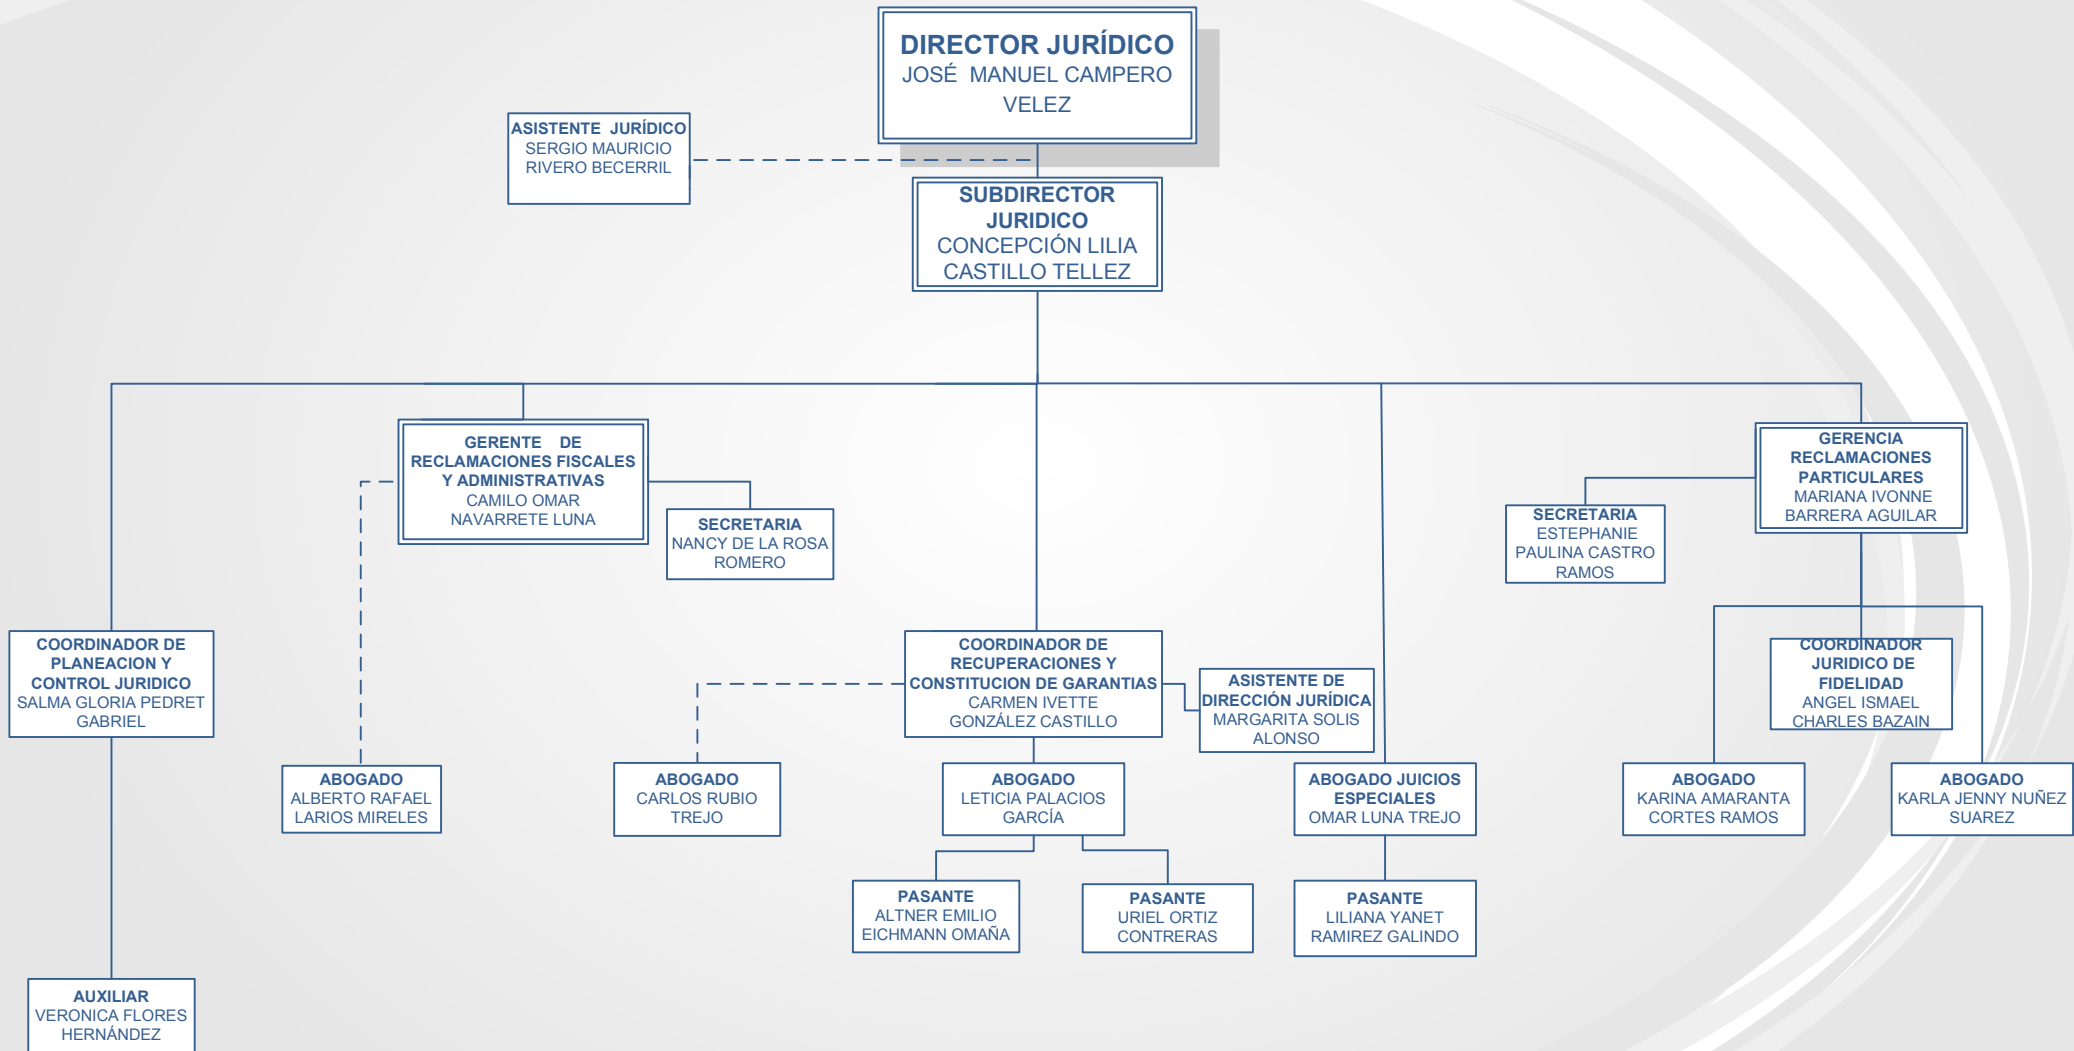 DIRECTOR JURÍDICO
JOSÉ MANUEL CAMPERO
VELEZ
ASISTENTE JURÍDICO
SERGIO MAURICIO
RIVERO BECERRIL
SUBDIRECTOR
JURIDICO
CONCEPCIÓN LILIA
CASTILLO TELLEZ
GERENTE DE
RECLAMACIONES FISCALES
Y ADMINISTRATIVAS
CAMILO OMAR
NAVARRETE LUNA
SECRETARIA
NANCY DE LA ROSA
ROMERO
GERENCIA
RECLAMACIONES
PARTICULARES
MARIANA IVONNE
BARRERA AGUILAR
SECRETARIA
ESTEPHANIE
PAULINA CASTRO
RAMOS
COORDINADOR DE
PLANEACION Y
CONTROL JURIDICO
SALMA GLORIA PEDRET
GABRIEL
COORDINADOR DE
RECUPERACIONES Y
CONSTITUCION DE GARANTIAS
CARMEN IVETTE
GONZÁLEZ CASTILLO
ASISTENTE DE
DIRECCIÓN JURÍDICA
MARGARITA SOLIS
ALONSO
COORDINADOR
JURIDICO DE
FIDELIDAD
ANGEL ISMAEL
CHARLES BAZAIN
ABOGADO
ALBERTO RAFAEL
LARIOS MIRELES
ABOGADO
CARLOS RUBIO
TREJO
ABOGADO
LETICIA PALACIOS
GARCÍA
ABOGADO JUICIOS
ESPECIALES
OMAR LUNA TREJO
ABOGADO
KARINA AMARANTA
CORTES RAMOS
ABOGADO
KARLA JENNY NUÑEZ
SUAREZ
PASANTE
ALTNER EMILIO
EICHMANN OMAÑA
PASANTE
URIEL ORTIZ
CONTRERAS
PASANTE
LILIANA YANET
RAMIREZ GALINDO
AUXILIAR
VERONICA FLORES
HERNÁNDEZ